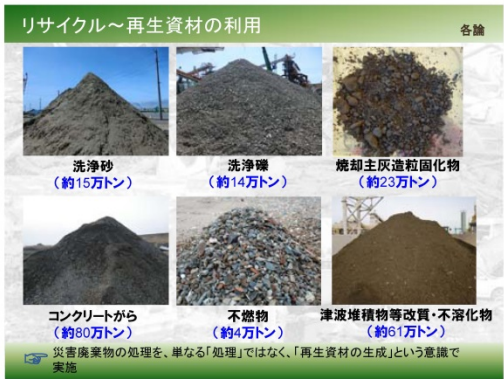 リサイクル～再生資材の利用
各論
洗浄砂
（約15万トン）
洗浄礫
（約14万トン）
焼却主灰造粒固化物
（約23万トン）
コンクリートがら
（約80万トン）
不燃物
（約4万トン）
津波堆積物等改質・不溶化物
（約61万トン）
災害廃棄物の処理を、単なる「処理」ではなく、「再生資材の生成」という意識で
実施